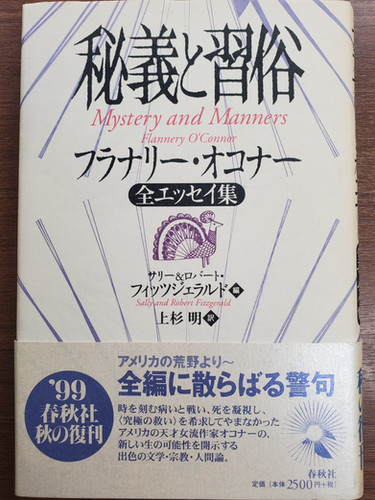 秘義と習俗
Mystery and Manners
Flannery O'Connor
フラナリー・オコナー
全エッセイ集
サリー&ロバート・
フィッツジェラルド 編
Sally and Robert Fitzgerald
上杉 明 訳
'99
春秋社
秋の復刊
アメリカの荒野より〜
全編に散らばる警句
時を刻む病いと戦い、死を凝視し、
〈究極の救い〉を希求してやまなかった
アメリカの天才女流作家オコナーの、
新しい生の可能性を開示する
出色の文学・宗教・人間論。
春秋社
定価(本体2500円+税)